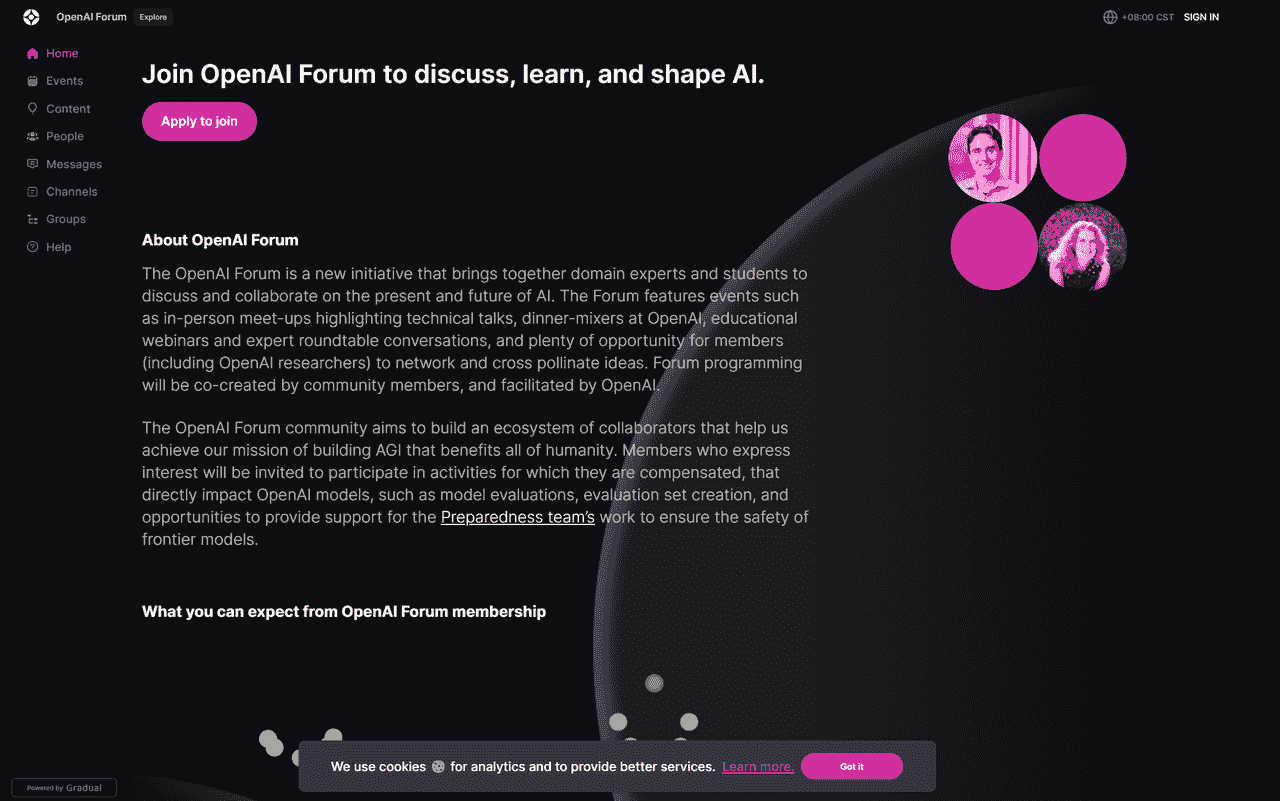 OpenAI Forum Explore
+08:00 CST SIGN IN
Home
Events
Content
People
Messages
Channels
Groups
Help
Join OpenAI Forum to discuss, learn, and shape AI.
Apply to join
About OpenAI Forum
The OpenAI Forum is a new initiative that brings together domain experts and students to
discuss and collaborate on the present and future of AI. The Forum features events such
as in-person meet-ups highlighting technical talks, dinner-mixers at OpenAI, educational
webinars and expert roundtable conversations, and plenty of opportunity for members
(including OpenAI researchers) to network and cross pollinate ideas. Forum programming
will be co-created by community members, and facilitated by OpenAI.
The OpenAI Forum community aims to build an ecosystem of collaborators that help us
achieve our mission of building AGI that benefits all of humanity. Members who express
interest will be invited to participate in activities for which they are compensated, that
directly impact OpenAI models, such as model evaluations, evaluation set creation, and
opportunities to provide support for the Preparedness team's work to ensure the safety of
frontier models.
What you can expect from OpenAI Forum membership
We use cookies 🍪 for analytics and to provide better services. Learn more. Got it
Powered by Gradual